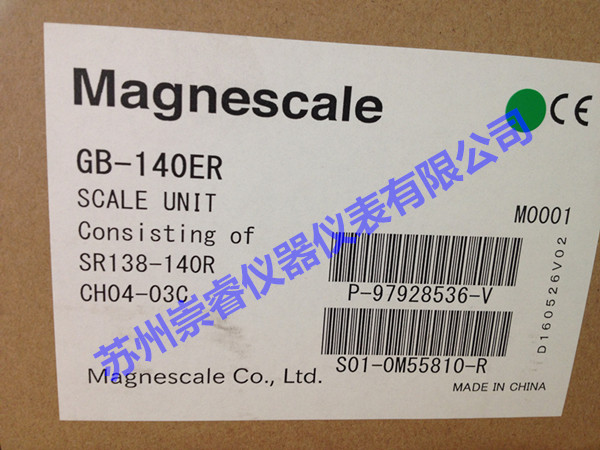 Magnescale
CE
GB-140ER
SCALE UNIT
Consisting of
SR138-140R
CH04-03C
M0001
P-97928536-V
S01-0M55810-R
D160526V02
Magnescale Co., Ltd.
MADE IN CHINA
苏州崇睿仪器仪表有限公司